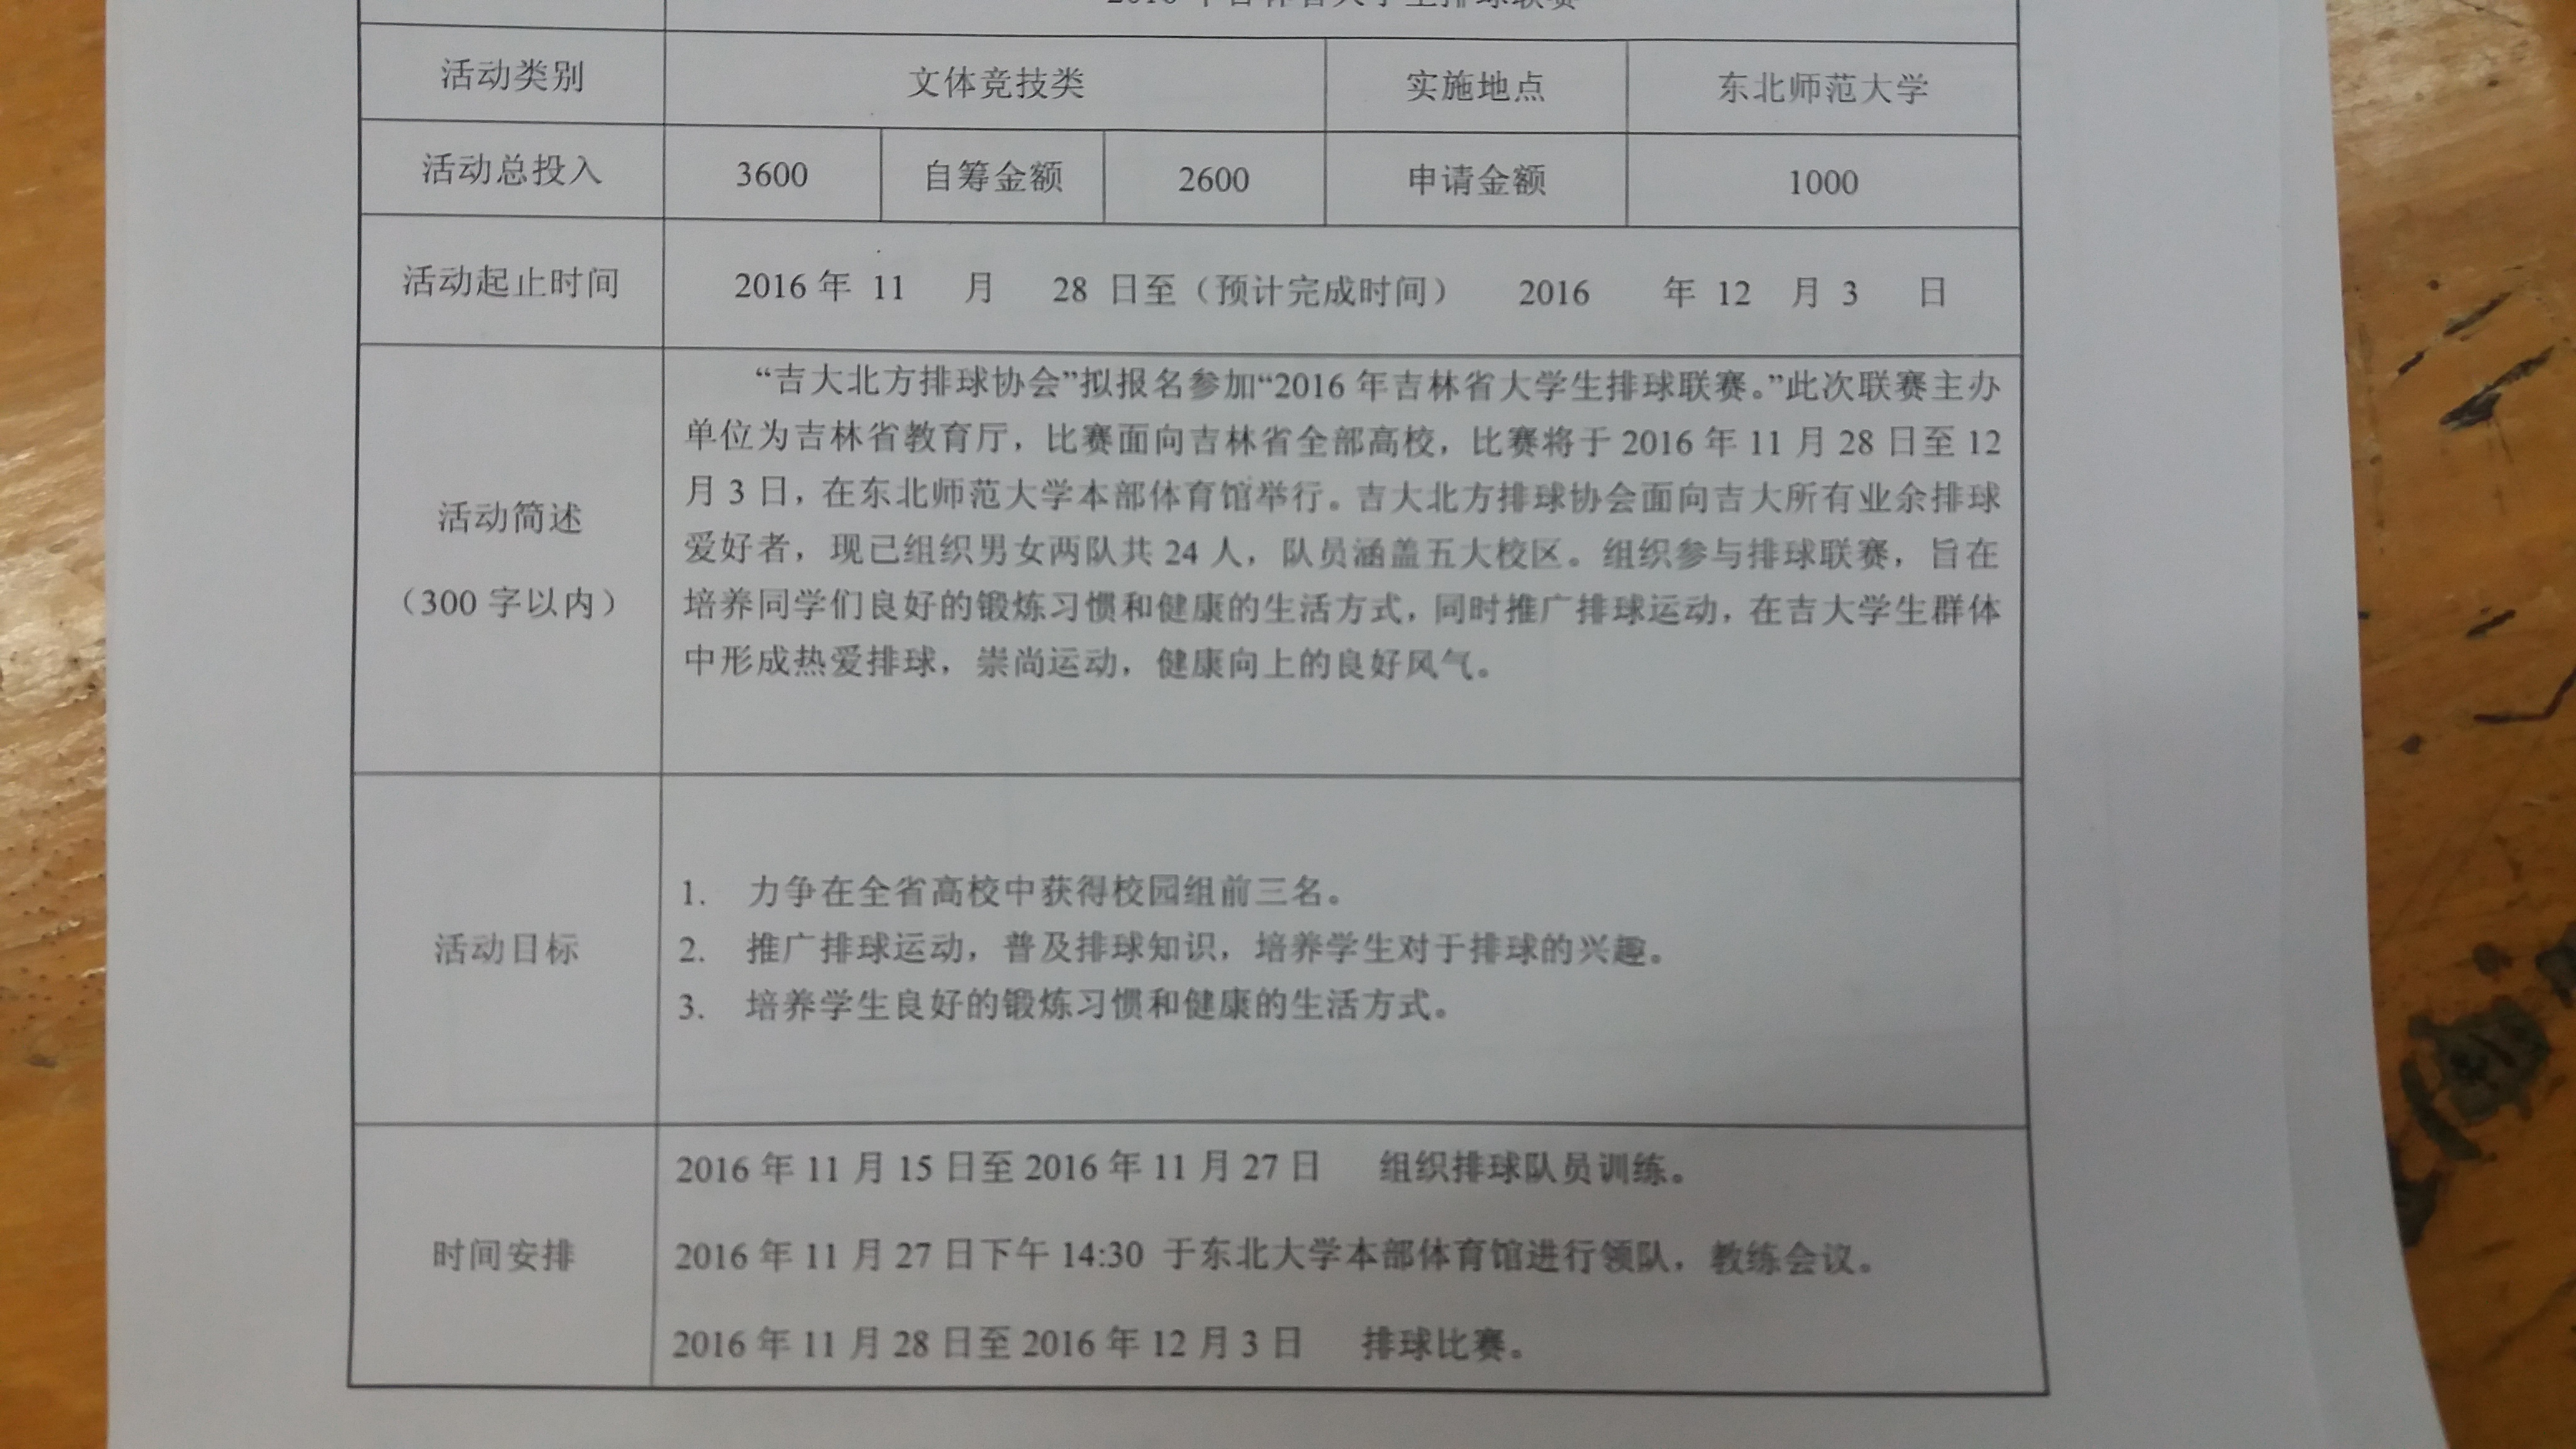 2016 年吉林省大学生排球联赛
活动类别 文体竞技类 实施地点 东北师范大学
活动总投入 3600 自筹金额 2600 申请金额 1000
活动起止时间 2016 年 11 月 28 日至（预计完成时间） 2016 年 12 月 3 日
活动简述
（300 字以内）
“吉大北方排球协会”拟报名参加“2016 年吉林省大学生排球联赛。”此次联赛主办
单位为吉林省教育厅，比赛面向吉林省全部高校，比赛将于 2016 年 11 月 28 日至 12
月 3 日，在东北师范大学本部体育馆举行。吉大北方排球协会面向吉大所有业余排球
爱好者，现已组织男女两队共 24 人，队员涵盖五大校区。组织参与排球联赛，旨在
培养同学们良好的锻炼习惯和健康的生活方式，同时推广排球运动，在吉大学生群体
中形成热爱排球，崇尚运动，健康向上的良好风气。
活动目标
1. 力争在全省高校中获得校园组前三名。
2. 推广排球运动，普及排球知识，培养学生对于排球的兴趣。
3. 培养学生良好的锻炼习惯和健康的生活方式。
时间安排
2016 年 11 月 15 日至 2016 年 11 月 27 日 组织排球队员训练。
2016 年 11 月 27 日下午 14:30 于东北大学本部体育馆进行领队，教练会议。
2016 年 11 月 28 日至 2016 年 12 月 3 日 排球比赛。